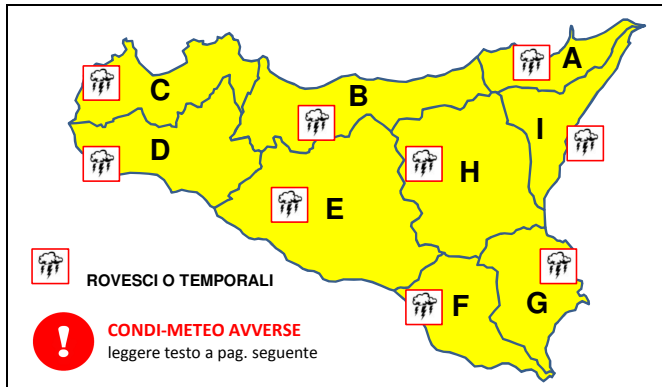 A
C
B
I
D
H
E
F
G
ROVESCI O TEMPORALI
! CONDI-METEO AVVERSE
leggere testo a pag. seguente